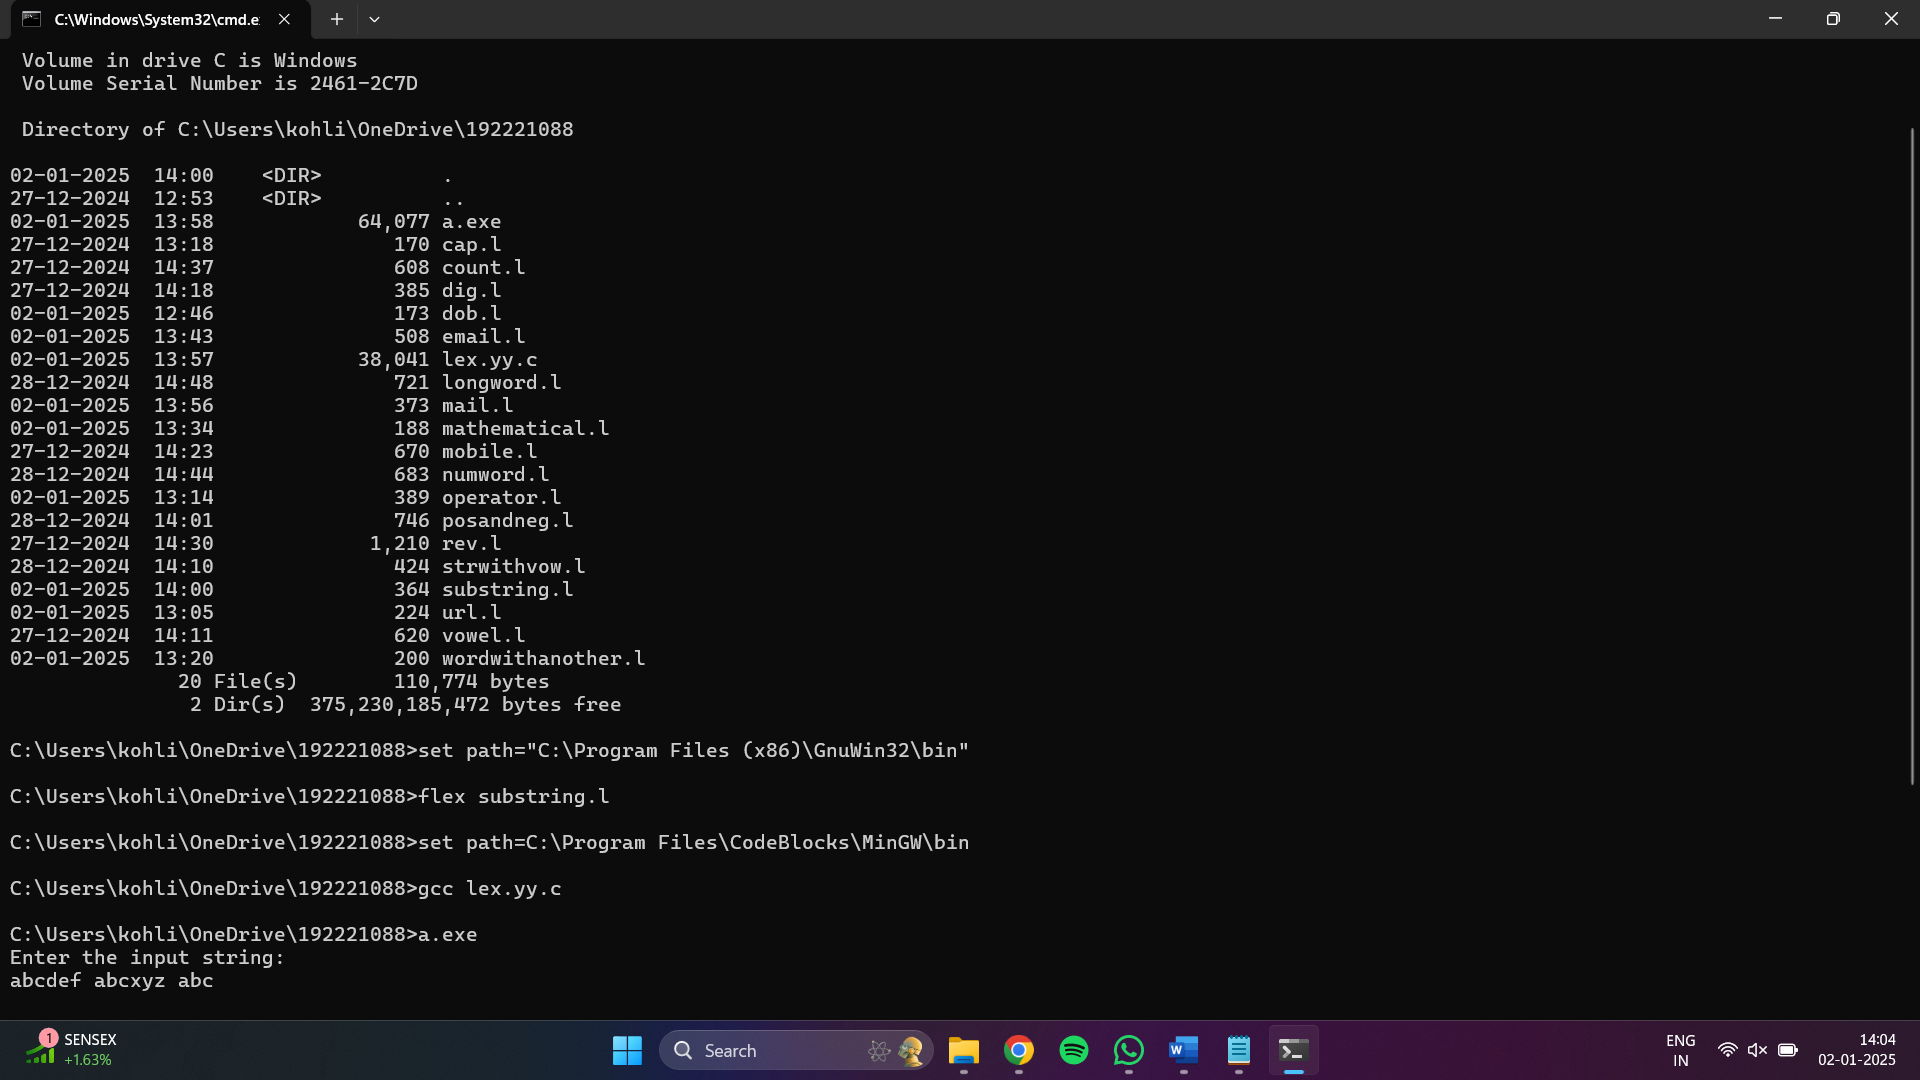 C:\Windows\System32\cmd.e
Volume in drive C is Windows
Volume Serial Number is 2461-2C7D
Directory of C:\Users\kohli\OneDrive\192221088
02-01-2025  14:00    <DIR>          .
27-12-2024  12:53    <DIR>          ..
02-01-2025  13:58            64,077 a.exe
27-12-2024  13:18               170 cap.l
27-12-2024  14:37               608 count.l
27-12-2024  14:18               385 dig.l
02-01-2025  12:46               173 dob.l
02-01-2025  13:43               508 email.l
02-01-2025  13:57            38,041 lex.yy.c
28-12-2024  14:48               721 longword.l
02-01-2025  13:56               373 mail.l
02-01-2025  13:34               188 mathematical.l
27-12-2024  14:23               670 mobile.l
28-12-2024  14:44               683 numword.l
02-01-2025  13:14               389 operator.l
28-12-2024  14:01               746 posandneg.l
27-12-2024  14:30             1,210 rev.l
28-12-2024  14:10               424 strwithvow.l
02-01-2025  14:00               364 substring.l
02-01-2025  13:05               224 url.l
27-12-2024  14:11               620 vowel.l
02-01-2025  13:20               200 wordwithanother.l
20 File(s)        110,774 bytes
2 Dir(s)  375,230,185,472 bytes free
C:\Users\kohli\OneDrive\192221088>set path="C:\Program Files (x86)\GnuWin32\bin"
C:\Users\kohli\OneDrive\192221088>flex substring.l
C:\Users\kohli\OneDrive\192221088>set path=C:\Program Files\CodeBlocks\MinGW\bin
C:\Users\kohli\OneDrive\192221088>gcc lex.yy.c
C:\Users\kohli\OneDrive\192221088>a.exe
Enter the input string:
abcdef abcxyz abc
1
SENSEX
+1.63%
Search
W
ENG
IN
14:04
02-01-2025